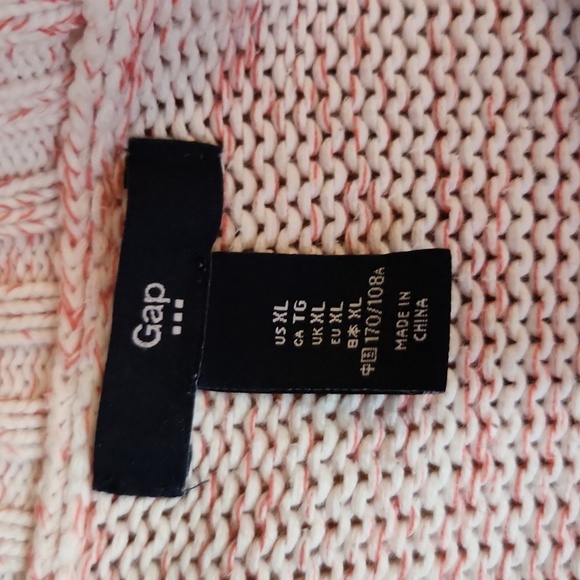 Gap
US XL
CA TG
UK XL
EU XL
日本 XL
中国 170/108A
MADE IN
CHINA